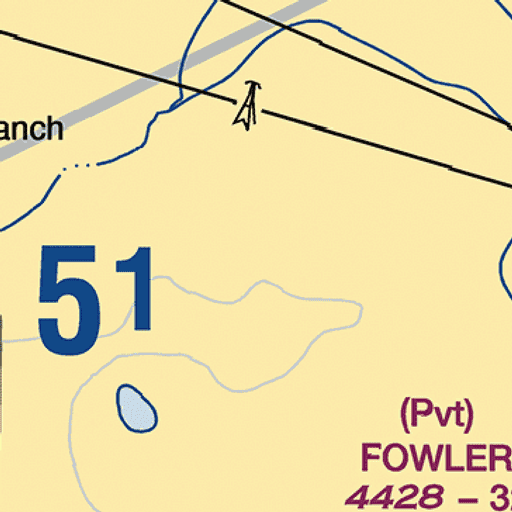 anch
51
(Pvt)
FOWLER
4428 – 3